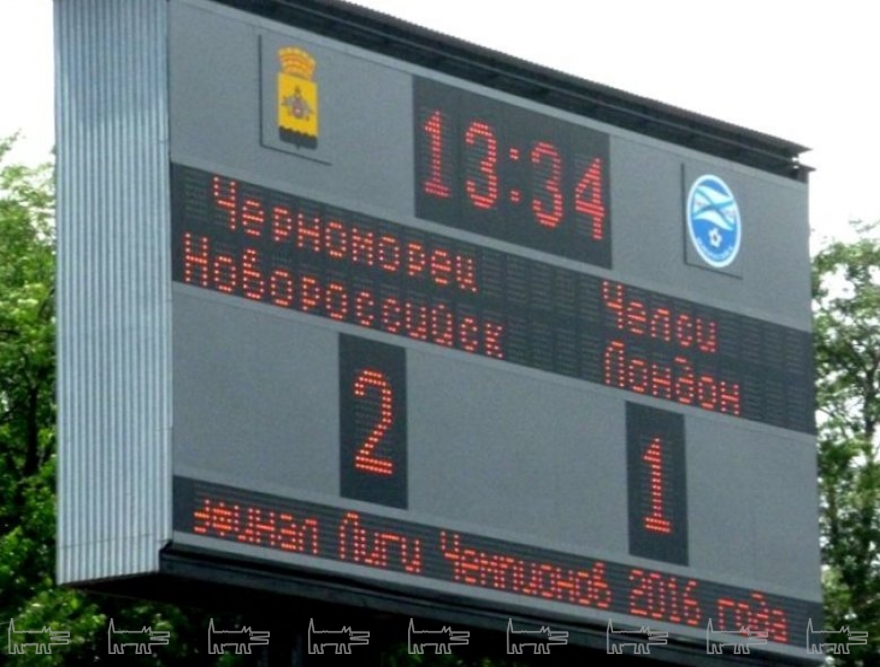 13:34
Черноморец
Новороссийск
Челси
Лондон
2
1
финал Лиги Чемпионов 2016 года